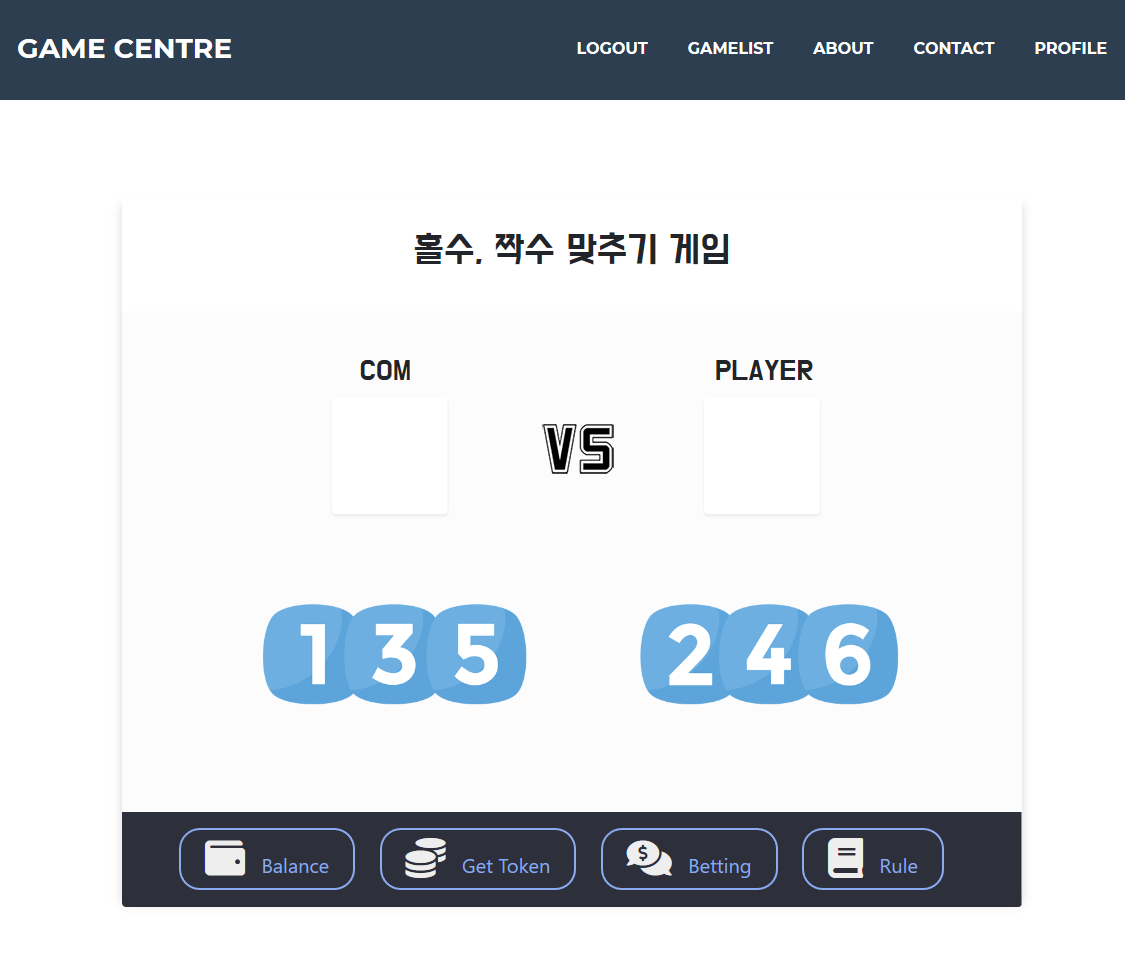 GAME CENTRE
LOGOUT GAMELIST ABOUT CONTACT PROFILE
홀수, 짝수 맞추기 게임
COM
PLAYER
VS
1 3 5
2 4 6
$
Balance
Get Token
Betting
Rule